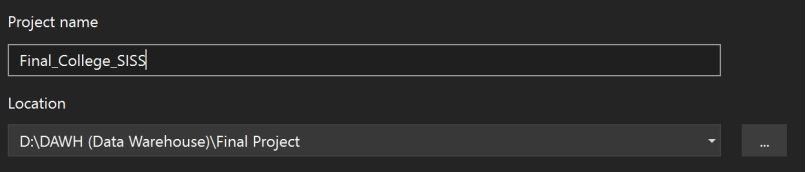 Project name
Final_College_SISS
Location
D:\DAWH (Data Warehouse)\Final Project
...